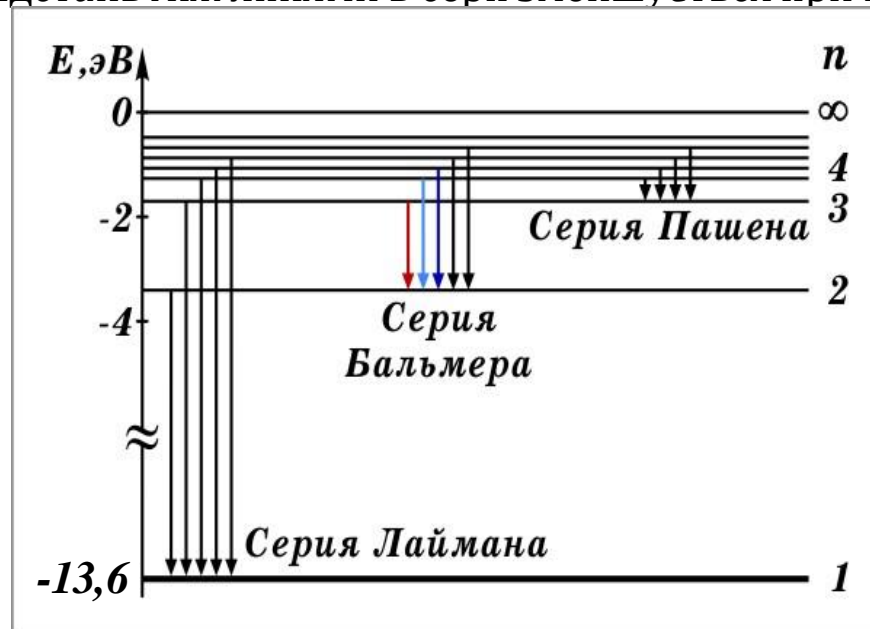 E,эВ n
0 ∞
4
-2 3
Серия Пашена
2
-4 Серия
Бальмера
≈
Серия Лаймана
-13,6 1